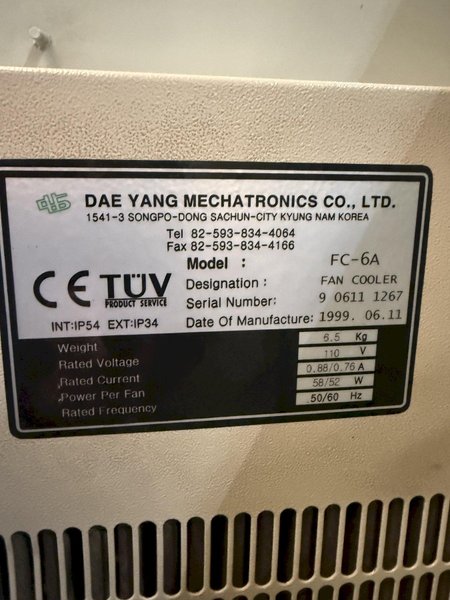 DAE YANG MECHATRONICS CO., LTD.
1541-3 SONGPO-DONG SACHUN-CITY KYUNG NAM KOREA
Tel 82-593-834-4064
Fax 82-593-834-4166
Model : FC-6A
Designation : FAN COOLER
Serial Number: 9 0611 1267
Date Of Manufacture: 1999. 06.11
CE TÜV
PRODUCT SERVICE
INT:IP54 EXT:IP34
Weight 6.5 Kg
Rated Voltage 110 V
Rated Current 0.88/0.76 A
Power Per Fan 58/52 W
Rated Frequency 50/60 Hz